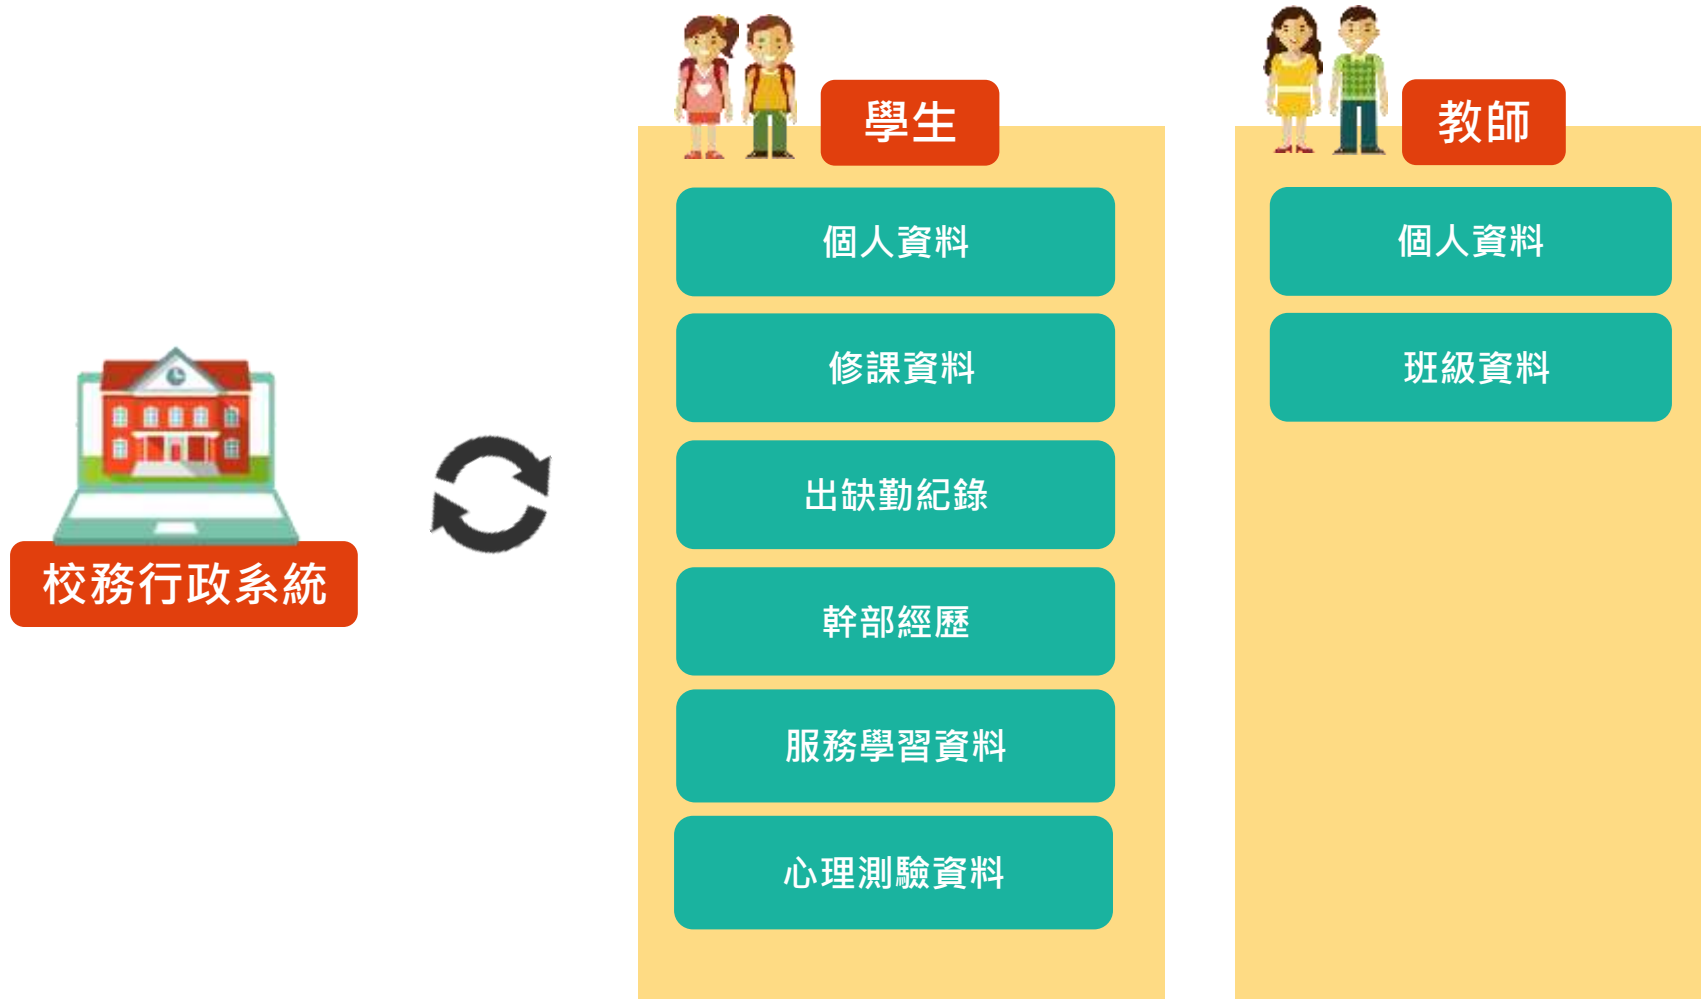 校務行政系統
學生
個人資料
修課資料
出缺勤紀錄
幹部經歷
服務學習資料
心理測驗資料
教師
個人資料
班級資料